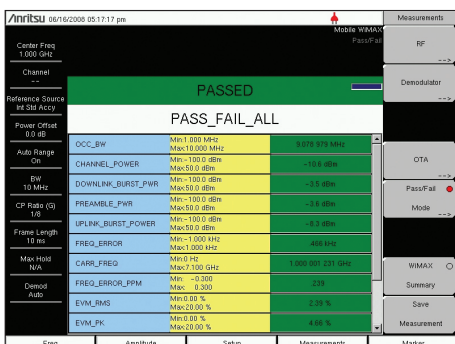 Anritsu 06/16/2008 05:17:17 pm
Measurements
Mobile WiMAX
Pass/Fail
Center Freq
1.000 GHz
Channel
--
Reference Source
Int Std Accy
Power Offset
0.0 dB
Auto Range
On
BW
10 MHz
CP Ratio (G)
1/8
Frame Length
10 ms
Max Hold
N/A
Demod
Auto
PASSED
PASS_FAIL_ALL
OCC_BW Min:1.000 MHz Max:10.000 MHz 9.078 979 MHz
CHANNEL_POWER Min:-100.0 dBm Max:50.0 dBm -18.6 dBm
DOWNLINK_BURST_PWR Min:-100.0 dBm Max:50.0 dBm -3.5 dBm
PREAMBLE_PWR Min:-100.0 dBm Max:50.0 dBm -3.6 dBm
UPLINK_BURST_POWER Min:-100.0 dBm Max:50.0 dBm
FREQ_ERROR Min:-1.000 kHz Max:1.000 kHz
CARR_FREQ Min:0 Hz Max:7.100 GHz 1.000 001 231 GHz
FREQ_ERROR_PPM Min: -0.300 Max: 0.300
EVM_RMS Min:0.00 % Max:20.00 % 2.39 %
EVM_PK Min:0.00 % Max:20.00 % 4.66 %
RF
-->
Demodulator
-->
OTA
-->
Pass/Fail
Mode
-->
WiMAX
Summary
Save
Measurement
Freq Amplitude Setup Measurements Marker